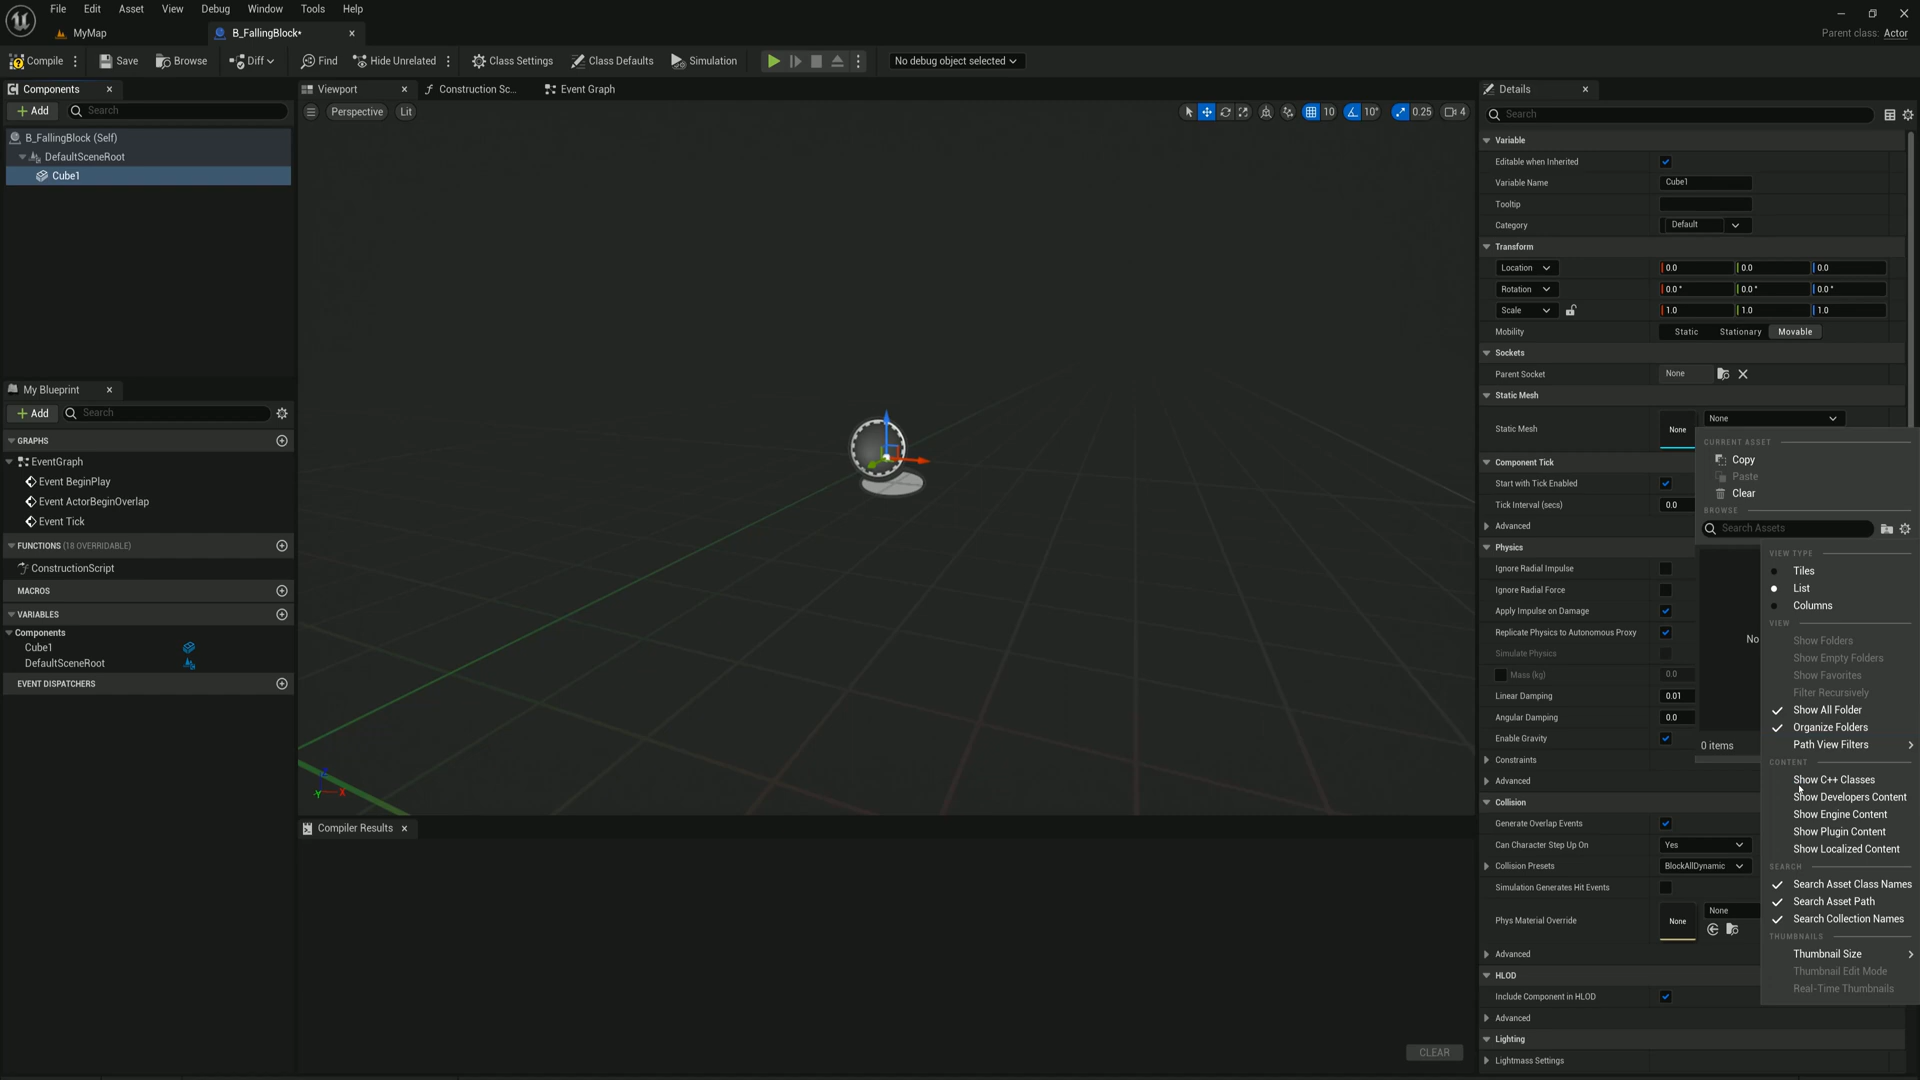 File Edit Asset View Debug Window Tools Help
MyMap
B_FallingBlock*
Parent class: Actor
Compile Save Browse Diff Find Hide Unrelated Class Settings Class Defaults Simulation No debug object selected
Components
Add Search
B_FallingBlock (Self)
DefaultSceneRoot
Cube1
My Blueprint
Add Search
GRAPHS
EventGraph
Event BeginPlay
Event ActorBeginOverlap
Event Tick
FUNCTIONS (18 OVERRIDABLE)
ConstructionScript
MACROS
VARIABLES
Components
Cube1
DefaultSceneRoot
EVENT DISPATCHERS
Viewport Construction Sc... Event Graph
Perspective Lit 10 10° 0.25 4
Z
-Y X
Compiler Results
CLEAR
Details
Search
Variable
Editable when Inherited
Variable Name Cube1
Tooltip
Category Default
Transform
Location 0.0 0.0 0.0
Rotation 0.0 ° 0.0 ° 0.0 °
Scale 1.0 1.0 1.0
Mobility Static Stationary Movable
Sockets
Parent Socket None
Static Mesh
Static Mesh None None
Component Tick
Start with Tick Enabled
Tick Interval (secs) 0.0
Advanced
Physics
Ignore Radial Impulse
Ignore Radial Force
Apply Impulse on Damage
Replicate Physics to Autonomous Proxy
Simulate Physics
Mass (kg) 0.0
Linear Damping 0.01
Angular Damping 0.0
Enable Gravity
Constraints
Advanced
Collision
Generate Overlap Events
Can Character Step Up On Yes
Collision Presets BlockAllDynamic
Simulation Generates Hit Events
Phys Material Override None None
Advanced
HLOD
Include Component in HLOD
Advanced
Lighting
Lightmass Settings
CURRENT ASSET
Copy
Paste
Clear
BROWSE
Search Assets
No
0 items
VIEW TYPE
Tiles
List
Columns
VIEW
Show Folders
Show Empty Folders
Show Favorites
Filter Recursively
Show All Folder
Organize Folders
Path View Filters
CONTENT
Show C++ Classes
Show Developers Content
Show Engine Content
Show Plugin Content
Show Localized Content
SEARCH
Search Asset Class Names
Search Asset Path
Search Collection Names
THUMBNAILS
Thumbnail Size
Thumbnail Edit Mode
Real-Time Thumbnails